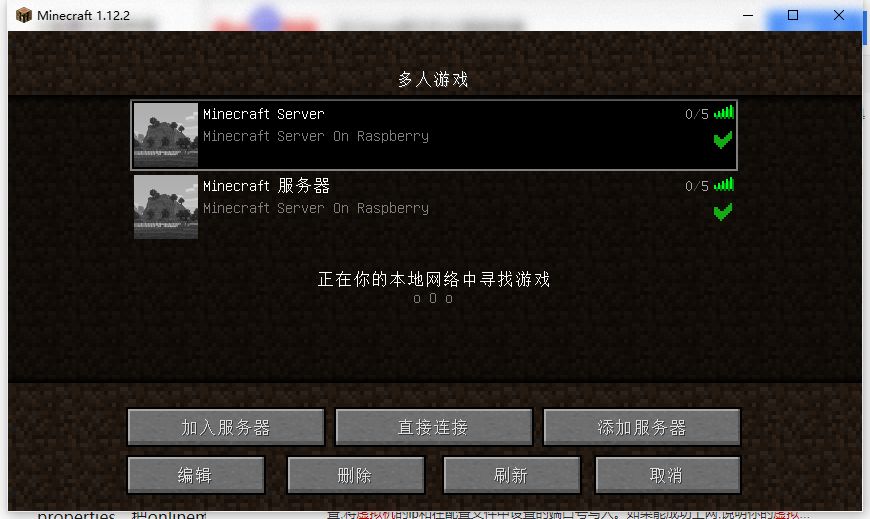 Minecraft 1.12.2
多人游戏
Minecraft Server
0/5
Minecraft Server On Raspberry
Minecraft 服务器
0/5
Minecraft Server On Raspberry
正在你的本地网络中寻找游戏
o O o
加入服务器
直接连接
添加服务器
编辑
删除
刷新
取消